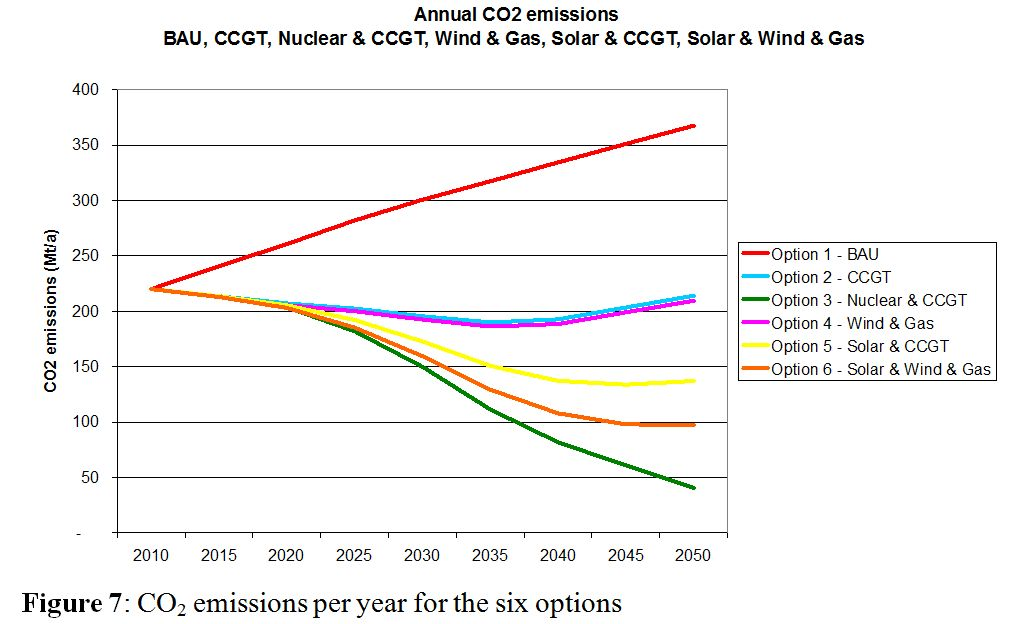 Annual CO2 emissions
BAU, CCGT, Nuclear & CCGT, Wind & Gas, Solar & CCGT, Solar & Wind & Gas
400
350
300
250
200
150
100
50
-
CO2 emissions (Mt/a)
2010 2015 2020 2025 2030 2035 2040 2045 2050
Option 1 - BAU
Option 2 - CCGT
Option 3 - Nuclear & CCGT
Option 4 - Wind & Gas
Option 5 - Solar & CCGT
Option 6 - Solar & Wind & Gas
Figure 7: CO₂ emissions per year for the six options